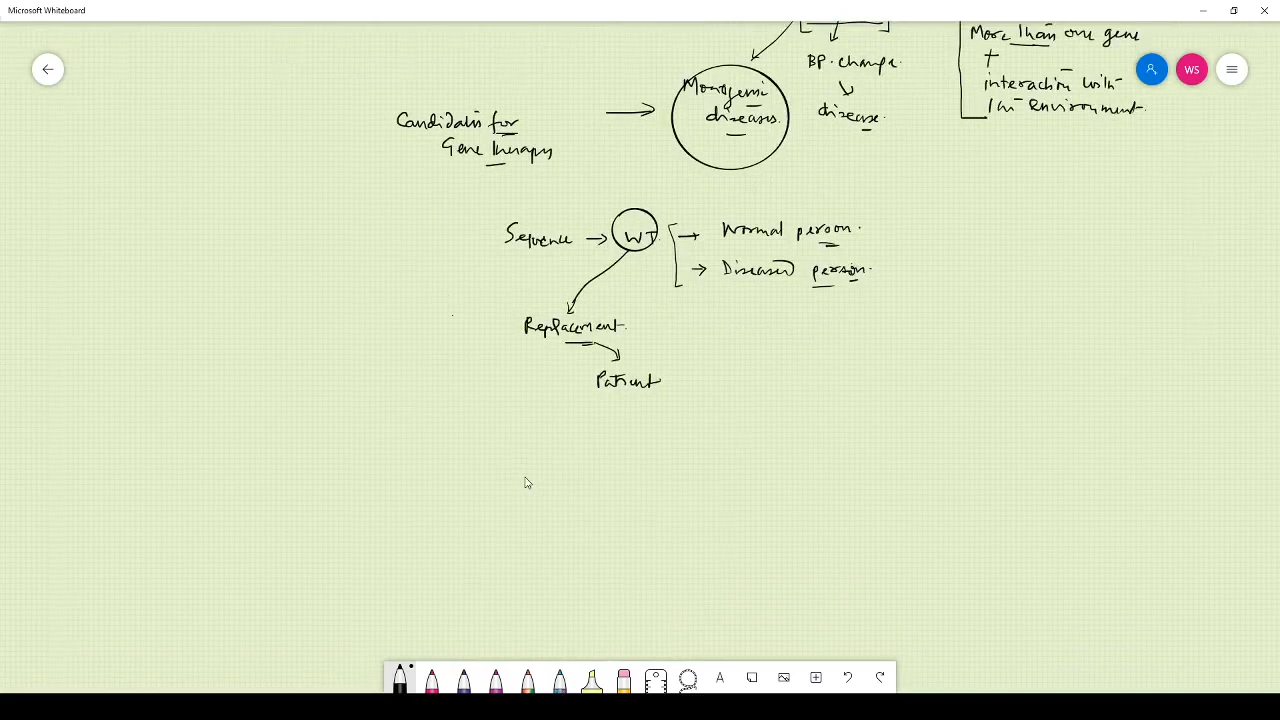 Microsoft Whiteboard
WS
More than one gene
+
interaction with
the Environment.
BP. change.
disease.
Monogenic
diseases.
Candidates for
Gene Therapy
Sequence → WT
→ Normal person.
→ Diseased person.
Replacement.
Patient
A